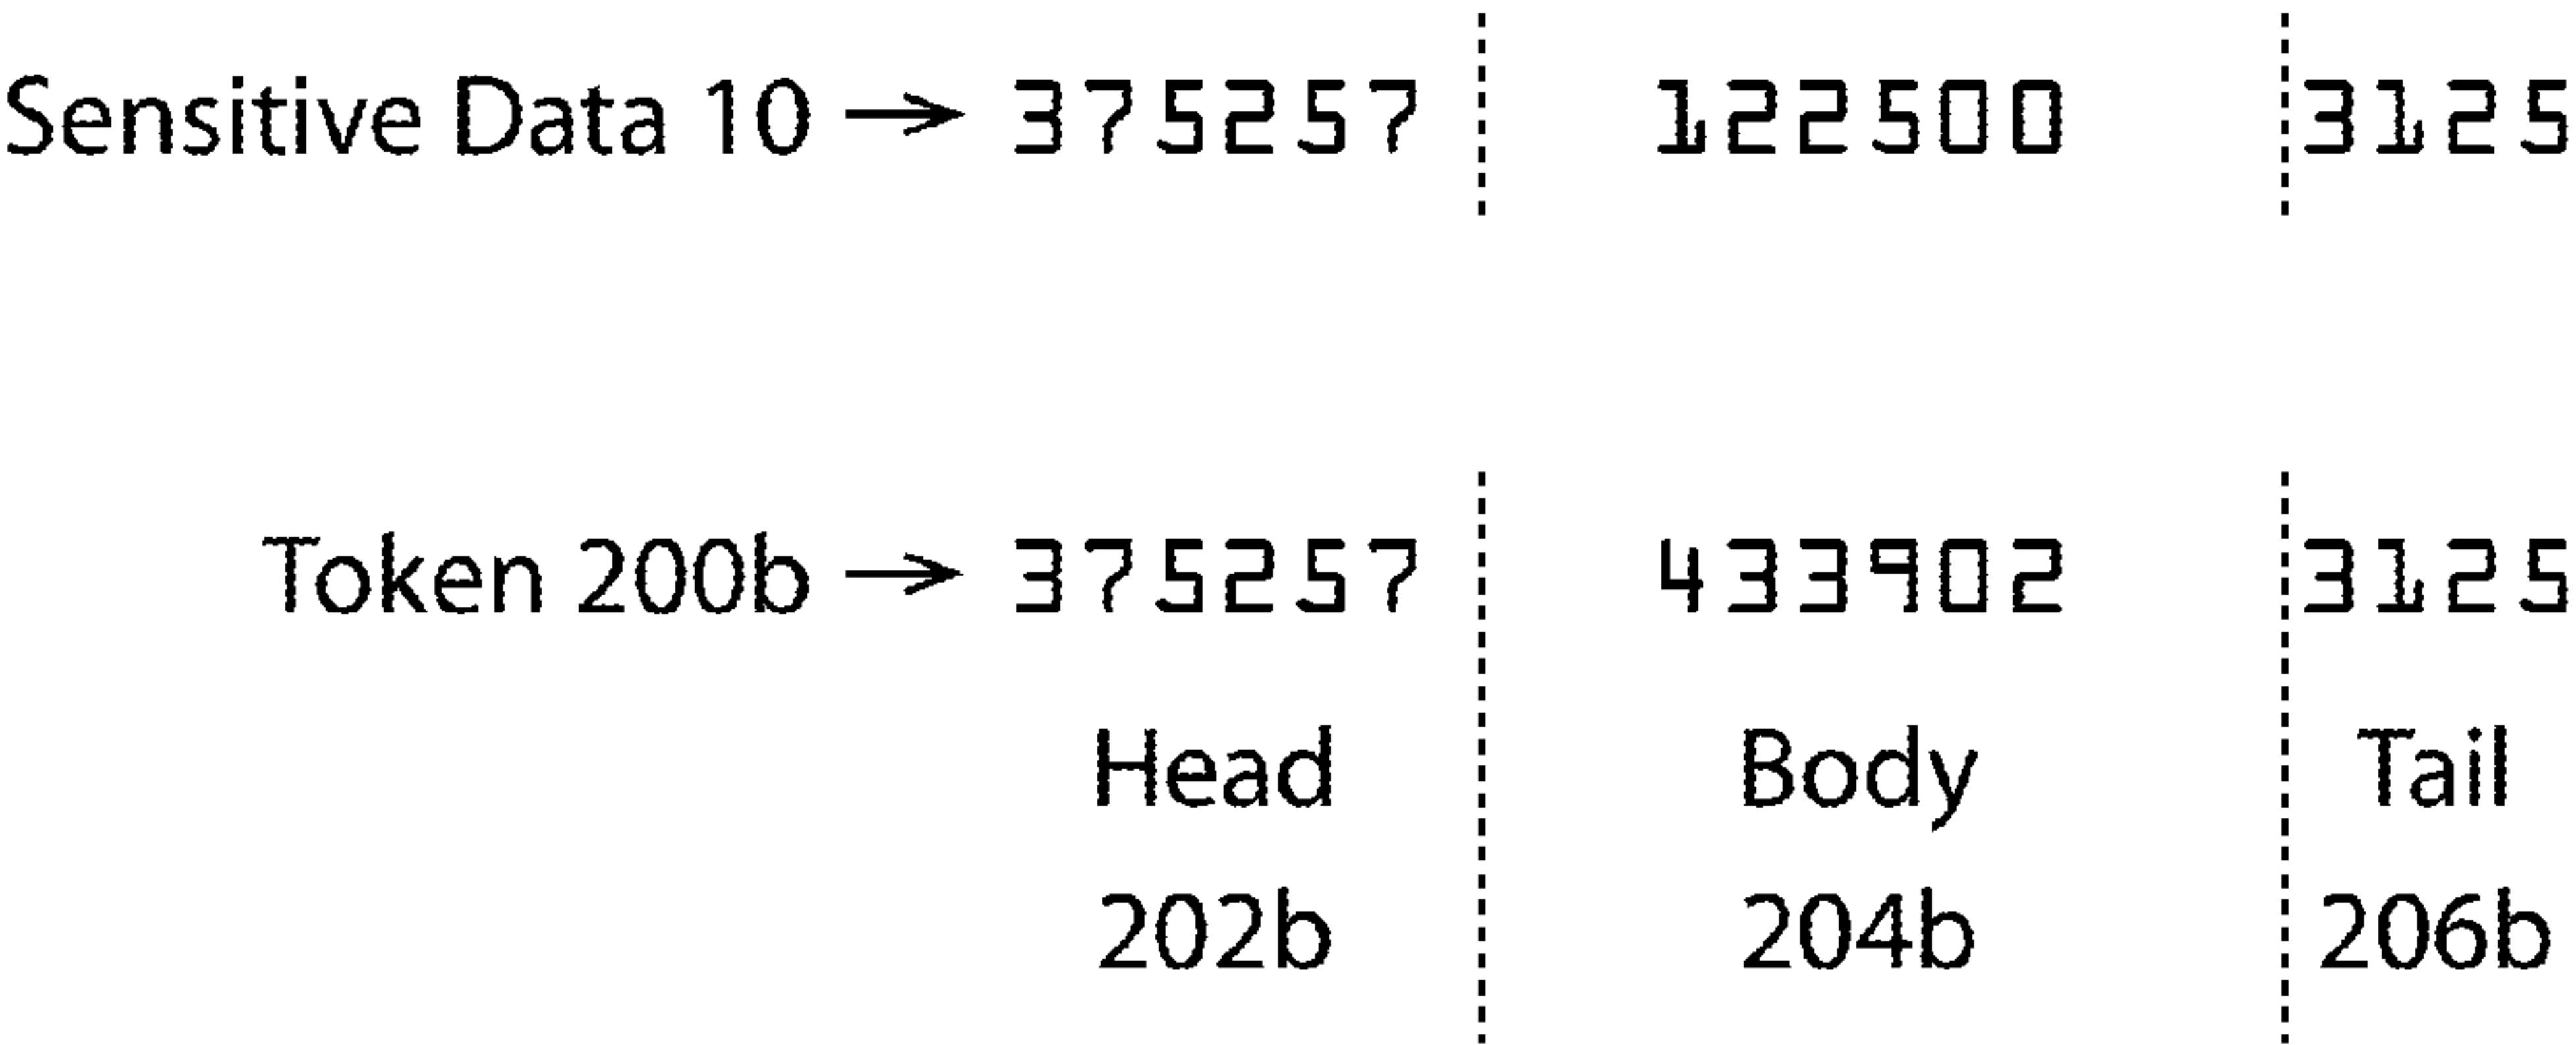 Sensitive Data 10 → 375257 122500 3125
Token 200b → 375257 433902 3125
Head Body Tail
202b 204b 206b